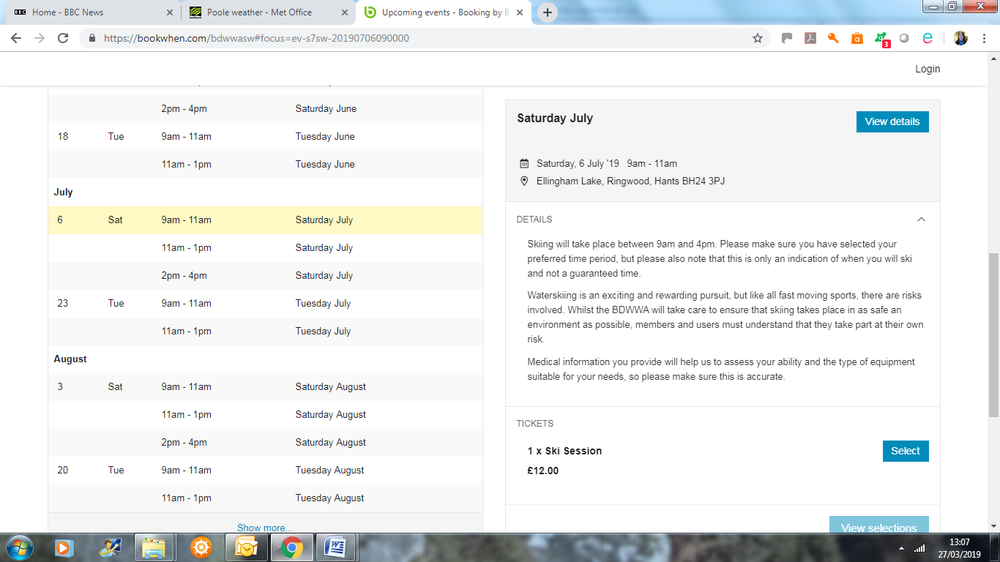 Home - BBC News
Poole weather - Met Office
Upcoming events - Booking by B
https://bookwhen.com/bdwwasw#focus=ev-s7sw-20190706090000
3
Login
2pm - 4pm Saturday June
18 Tue 9am - 11am Tuesday June
11am - 1pm Tuesday June
July
6 Sat 9am - 11am Saturday July
11am - 1pm Saturday July
2pm - 4pm Saturday July
23 Tue 9am - 11am Tuesday July
11am - 1pm Tuesday July
August
3 Sat 9am - 11am Saturday August
11am - 1pm Saturday August
2pm - 4pm Saturday August
20 Tue 9am - 11am Tuesday August
11am - 1pm Tuesday August
Show more...
Saturday July
View details
Saturday, 6 July '19 9am - 11am
Ellingham Lake, Ringwood, Hants BH24 3PJ
DETAILS
Skiing will take place between 9am and 4pm. Please make sure you have selected your
preferred time period, but please also note that this is only an indication of when you will ski
and not a guaranteed time.
Waterskiing is an exciting and rewarding pursuit, but like all fast moving sports, there are risks
involved. Whilst the BDWWA will take care to ensure that skiing takes place in as safe an
environment as possible, members and users must understand that they take part at their own
risk.
Medical information you provide will help us to assess your ability and the type of equipment
suitable for your needs, so please make sure this is accurate.
TICKETS
1 x Ski Session
£12.00
Select
View selections
13:07
27/03/2019